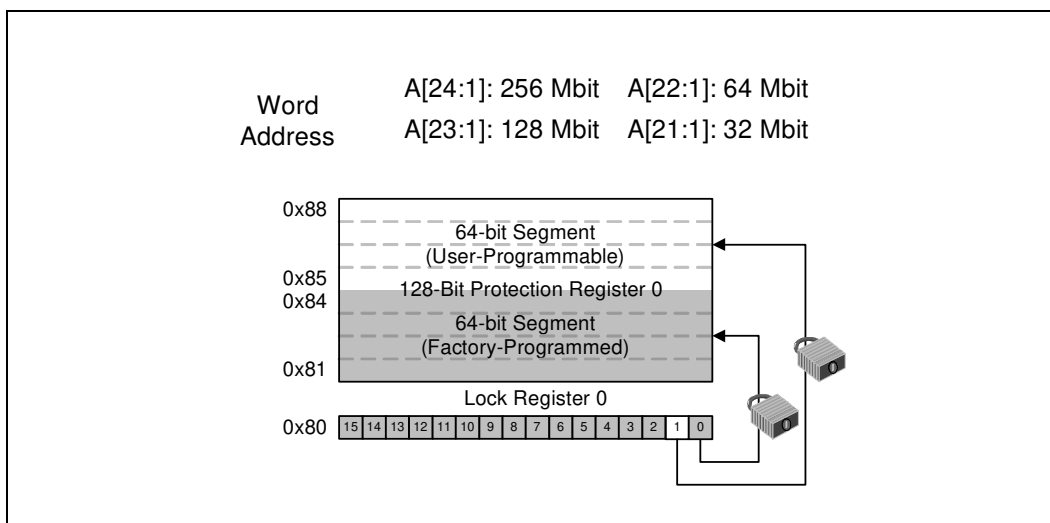 Word
Address
A[24:1]: 256 Mbit A[22:1]: 64 Mbit
A[23:1]: 128 Mbit A[21:1]: 32 Mbit
0x88
64-bit Segment
(User-Programmable)
0x85
128-Bit Protection Register 0
0x84
64-bit Segment
(Factory-Programmed)
0x81
Lock Register 0
0x80
15 14 13 12 11 10 9 8 7 6 5 4 3 2 1 0